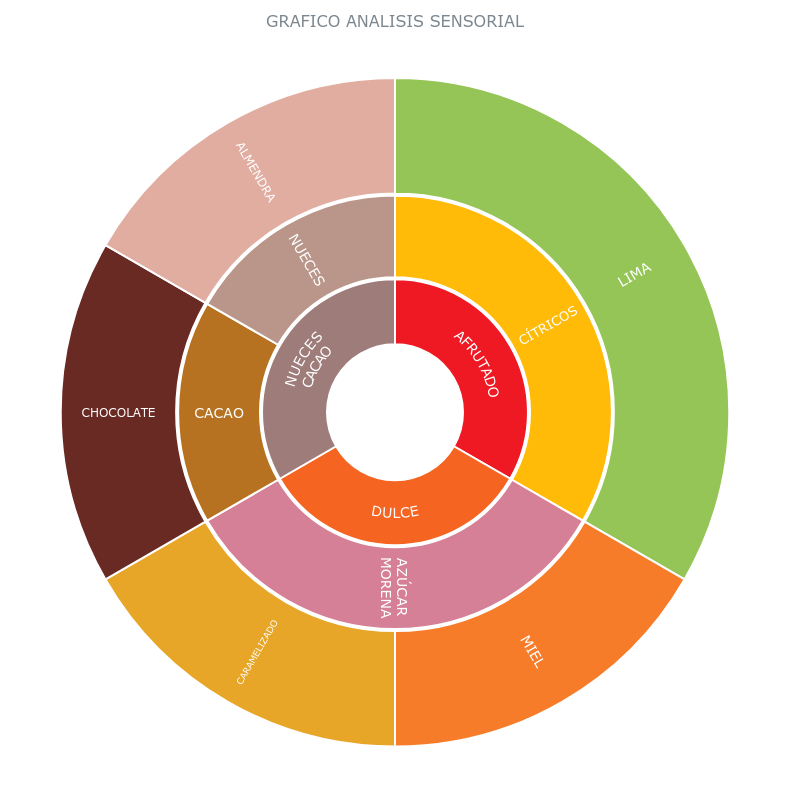 GRAFICO ANALISIS SENSORIAL
AFRUTADO
CÍTRICOS
LIMA
DULCE
AZÚCAR
MORENA
MIEL
CARAMELIZADO
NUECES
CACAO
CACAO
CHOCOLATE
NUECES
ALMENDRA